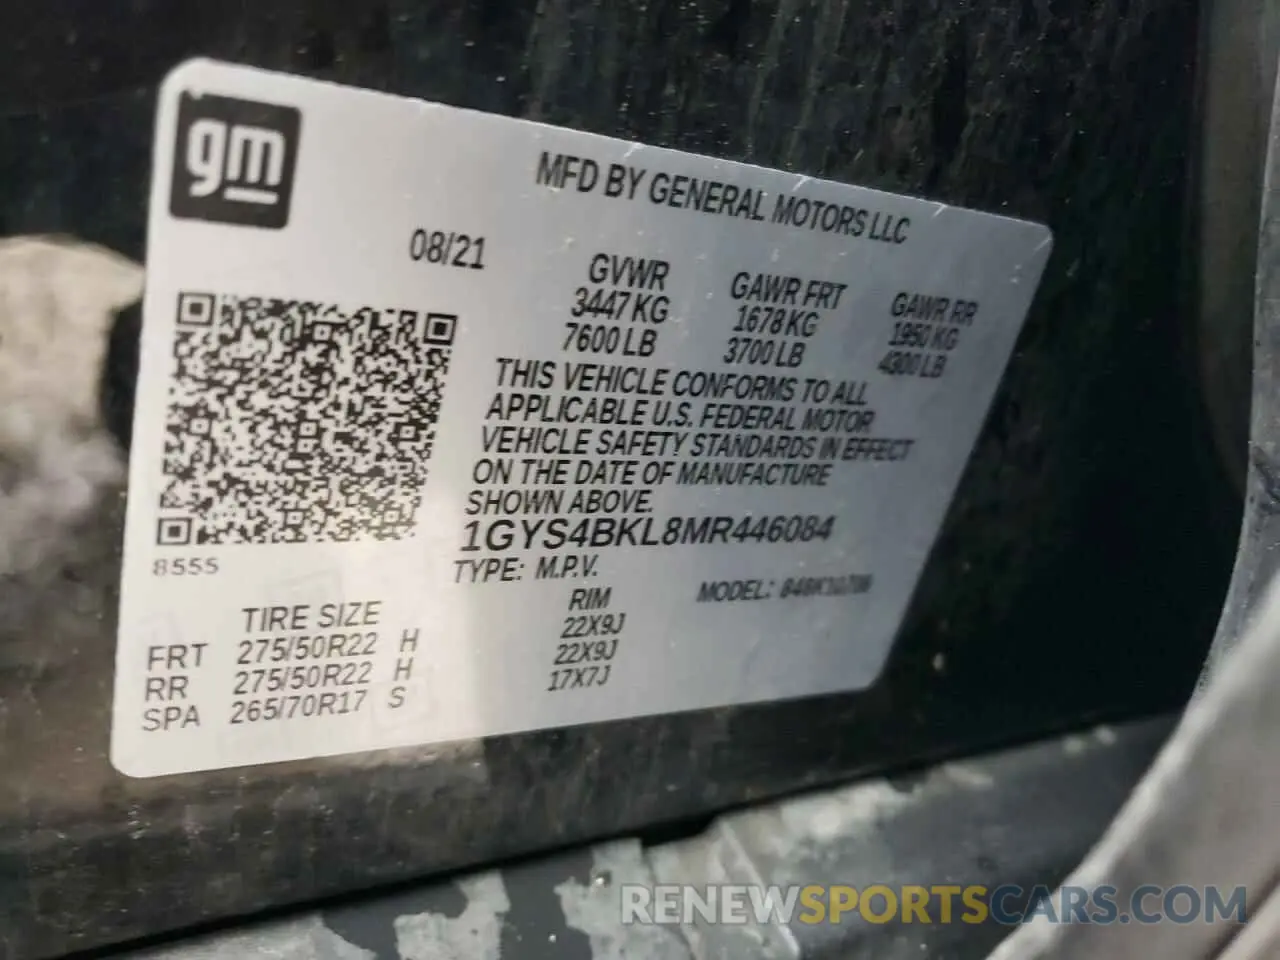 gm
MFD BY GENERAL MOTORS LLC
08/21
GVWR GAWR FRT GAWR RR
3447 KG 1678 KG 1950 KG
7600 LB 3700 LB 4300 LB
THIS VEHICLE CONFORMS TO ALL
APPLICABLE U.S. FEDERAL MOTOR
VEHICLE SAFETY STANDARDS IN EFFECT
ON THE DATE OF MANUFACTURE
SHOWN ABOVE.
1GYS4BKL8MR446084
8555
TYPE: M.P.V. MODEL:
TIRE SIZE RIM
FRT 275/50R22 H 22X9J
RR 275/50R22 H 22X9J
SPA 265/70R17 S 17X7J
RENEWSPORTSCARS.COM